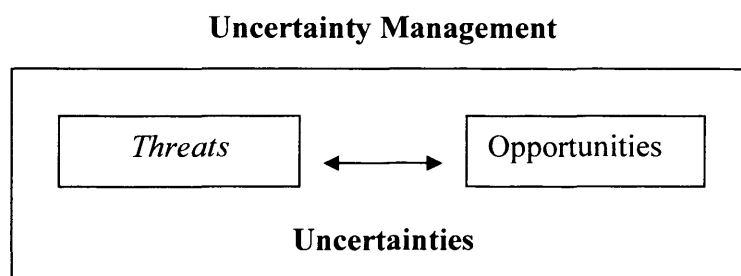 Uncertainty Management
Threats
Opportunities
Uncertainties